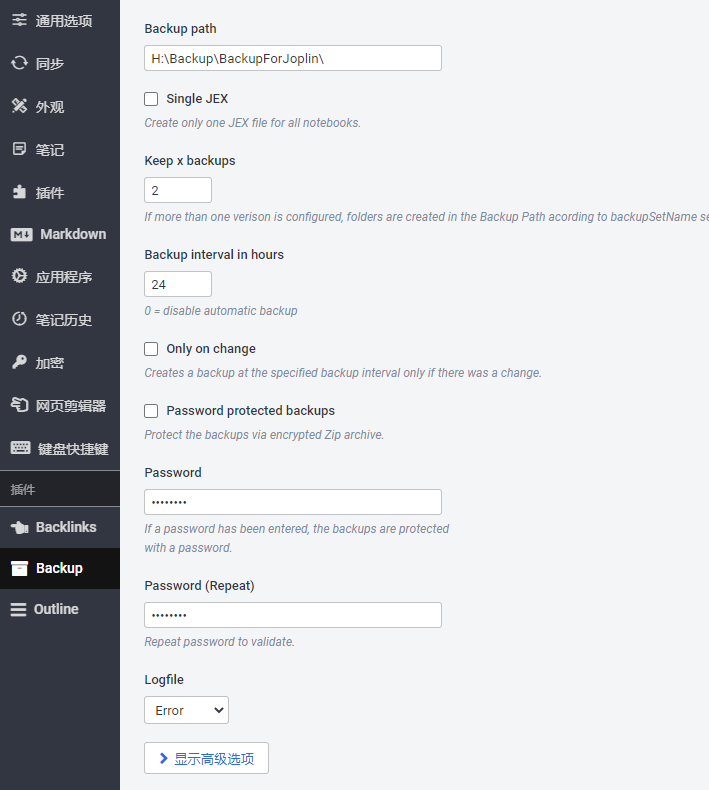 通用选项
同步
外观
笔记
插件
Markdown
应用程序
笔记历史
加密
网页剪辑器
键盘快捷键
插件
Backlinks
Backup
Outline
Backup path
H:\Backup\BackupForJoplin\
Single JEX
Create only one JEX file for all notebooks.
Keep x backups
2
If more than one verison is configured, folders are created in the Backup Path acording to backupSetName se
Backup interval in hours
24
0 = disable automatic backup
Only on change
Creates a backup at the specified backup interval only if there was a change.
Password protected backups
Protect the backups via encrypted Zip archive.
Password
••••••••
If a password has been entered, the backups are protected
with a password.
Password (Repeat)
••••••••
Repeat password to validate.
Logfile
Error
显示高级选项